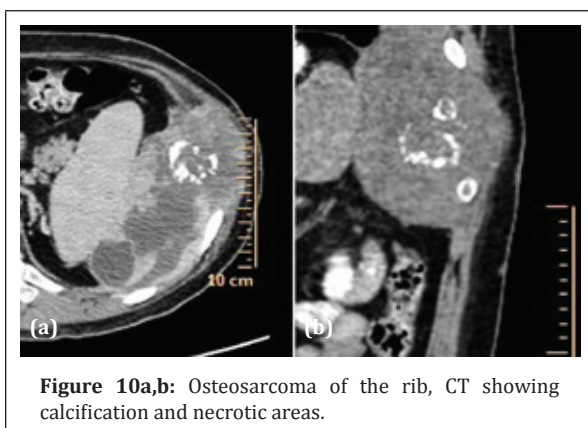 10 cm
(a)
(b)
Figure 10a,b: Osteosarcoma of the rib, CT showing
calcification and necrotic areas.